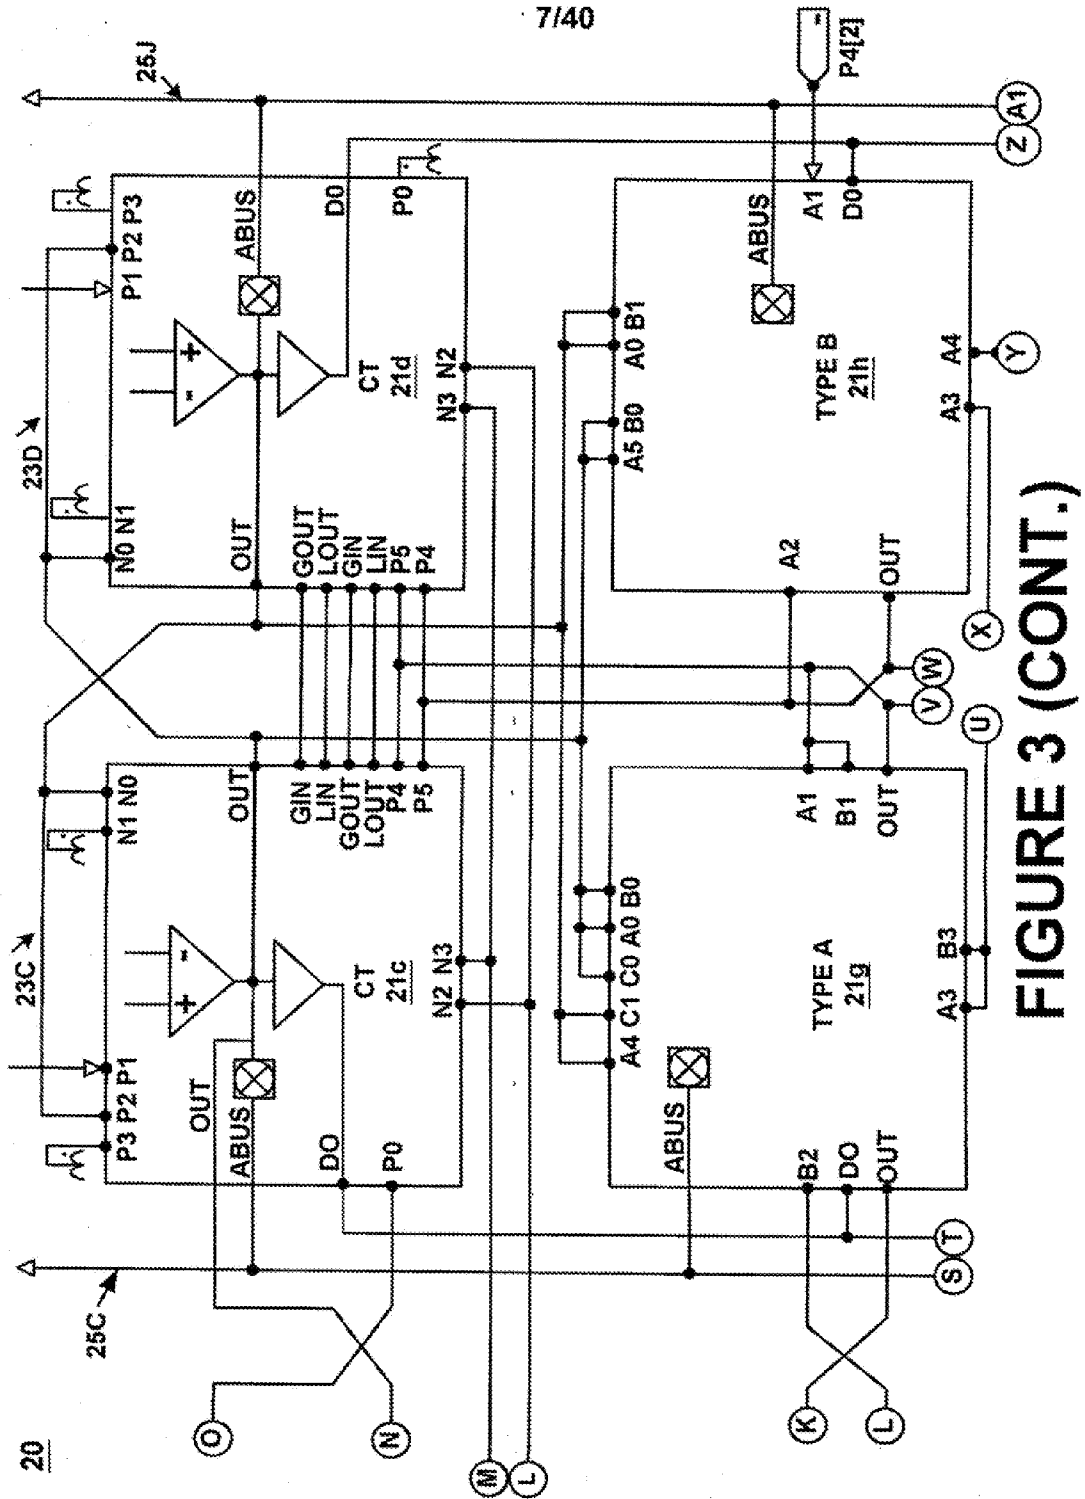 7/40
20
25C
25J
23C
23D
P3 P2 P1
N1 N0
OUT
ABUS
DO
P0
OUT
CT
21c
N2 N3
GIN
LIN
GOUT
LOUT
P4
P5
N0 N1
P1 P2 P3
OUT
ABUS
D0
P0
CT
21d
N3 N2
GOUT
LOUT
GIN
LIN
P5
P4
A4 C1 C0 A0 B0
ABUS
B2
DO
OUT
TYPE A
21g
A1
B1
OUT
A3
B3
A5 B0
A0 B1
ABUS
A1
D0
A2
OUT
TYPE B
21h
A3
A4
P4[2]
O
N
M
L
K
L
S
T
U
V
W
X
Y
Z
A1
FIGURE 3 (CONT.)